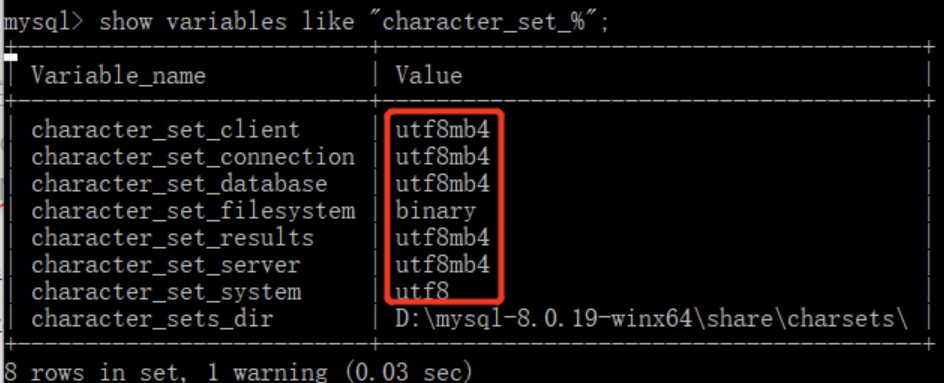 mysql> show variables like "character_set_%";
Variable_name | Value
character_set_client | utf8mb4
character_set_connection | utf8mb4
character_set_database | utf8mb4
character_set_filesystem | binary
character_set_results | utf8mb4
character_set_server | utf8mb4
character_set_system | utf8
character_sets_dir | D:\mysql-8.0.19-winx64\share\charsets\
8 rows in set, 1 warning (0.03 sec)